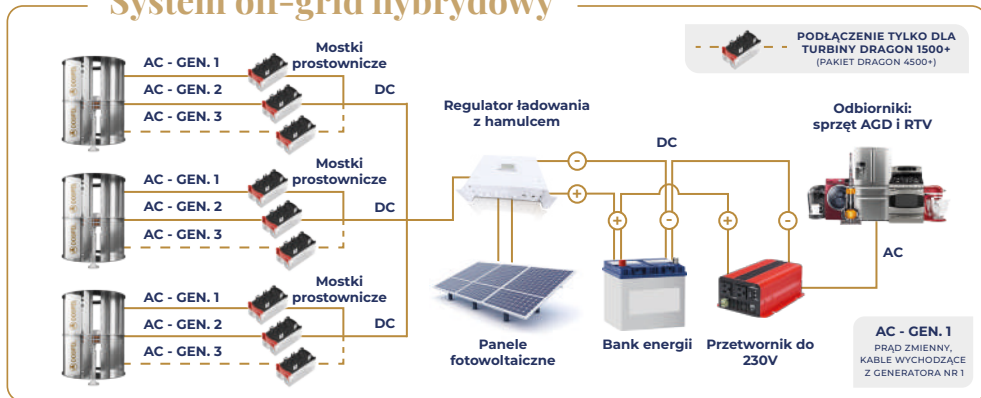 System off-grid hybrydowy
PODŁĄCZENIE TYLKO DLA
TURBINY DRAGON 1500+
(PAKIET DRAGON 4500+)
Mostki
prostownicze
AC - GEN. 1
AC - GEN. 2
AC - GEN. 3
DC
Mostki
prostownicze
AC - GEN. 1
AC - GEN. 2
AC - GEN. 3
DC
Mostki
prostownicze
AC - GEN. 1
AC - GEN. 2
AC - GEN. 3
DC
Regulator ładowania
z hamulcem
DC
-
+
+
-
+
-
Odbiorniki:
sprzęt AGD i RTV
AC
Panele
fotowoltaiczne
Bank energii
Przetwornik do
230V
AC - GEN. 1
PRĄD ZMIENNY,
KABLE WYCHODZĄCE
Z GENERATORA NR 1